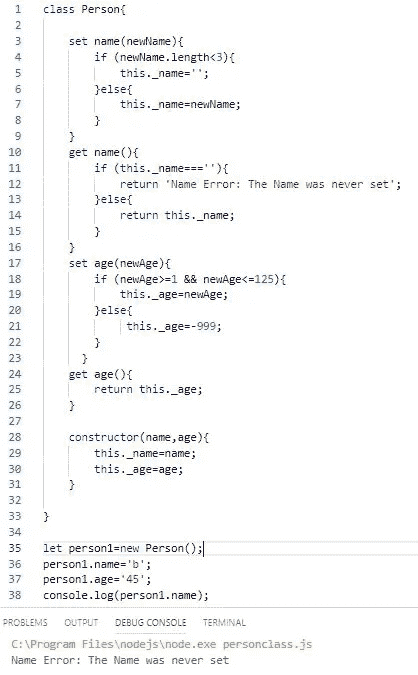 1 class Person{
2
3 set name(newName){
4 if (newName.length<3){
5 this._name='';
6 }else{
7 this._name=newName;
8 }
9 }
10 get name(){
11 if (this._name===''){
12 return 'Name Error: The Name was never set';
13 }else{
14 return this._name;
15 }
16 }
17 set age(newAge){
18 if (newAge>=1 && newAge<=125){
19 this._age=newAge;
20 }else{
21 this._age=-999;
22 }
23 }
24 get age(){
25 return this._age;
26 }
27
28 constructor(name,age){
29 this._name=name;
30 this._age=age;
31 }
32
33 }
34
35 let person1=new Person();
36 person1.name='b';
37 person1.age='45';
38 console.log(person1.name);
PROBLEMS OUTPUT DEBUG CONSOLE TERMINAL
C:\Program Files\nodejs\node.exe personclass.js
Name Error: The Name was never set